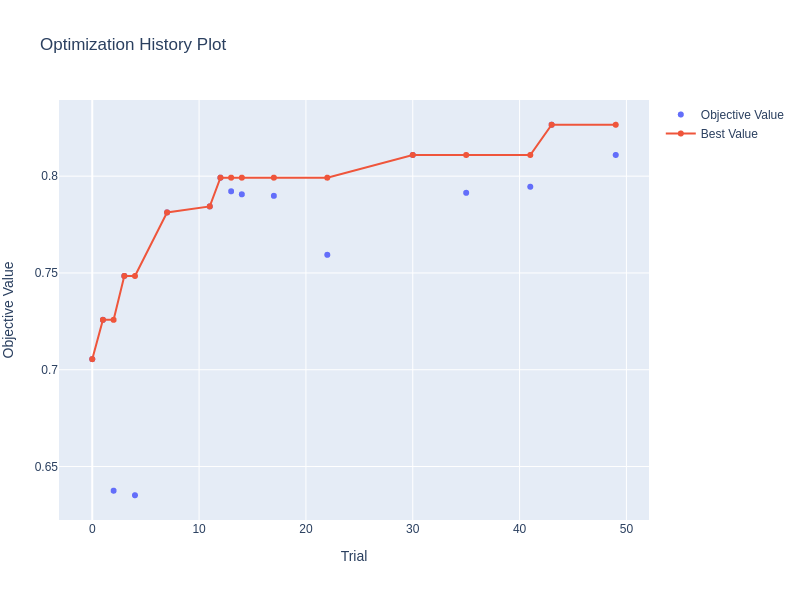 Optimization History Plot
Objective Value
Best Value
0.8
0.75
0.7
0.65
Objective Value
0 10 20 30 40 50
Trial